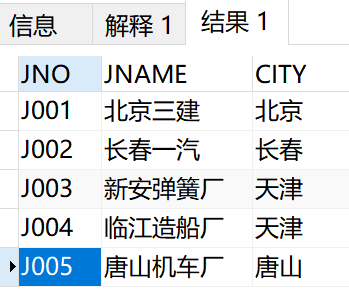 信息 解释 1 结果 1
JNO JNAME CITY
J001 北京三建 北京
J002 长春一汽 长春
J003 新安弹簧厂 天津
J004 临江造船厂 天津
J005 唐山机车厂 唐山